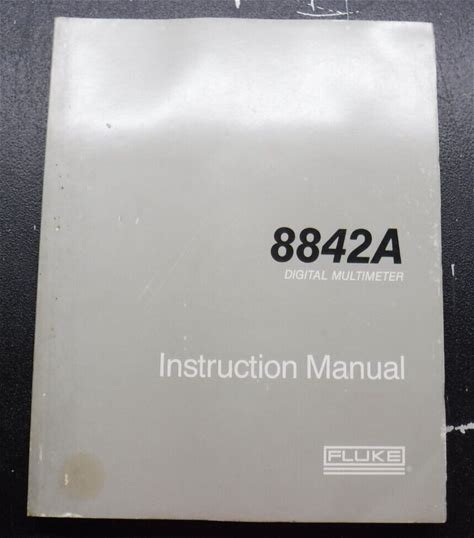 8842A
DIGITAL MULTIMETER
Instruction Manual
FLUKE
®